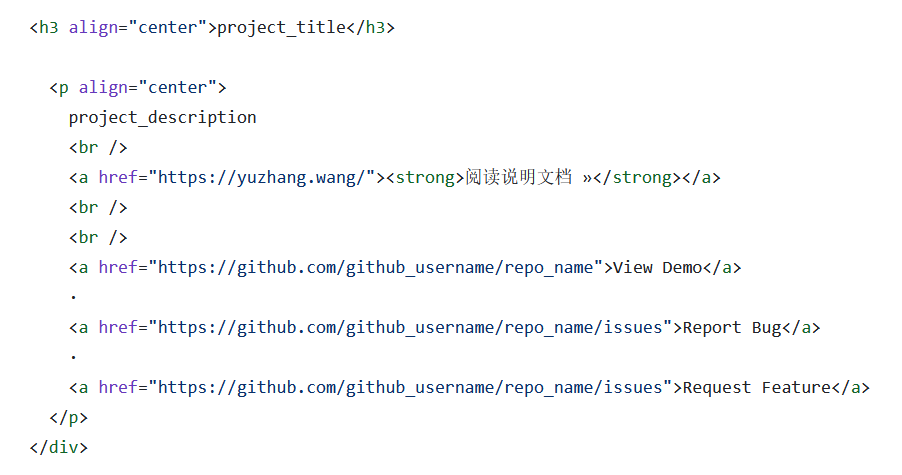 <h3 align="center">project_title</h3>
<p align="center">
project_description
<br />
<a href="https://yuzhang.wang/"><strong>阅读说明文档 »</strong></a>
<br />
<br />
<a href="https://github.com/github_username/repo_name">View Demo</a>
·
<a href="https://github.com/github_username/repo_name/issues">Report Bug</a>
·
<a href="https://github.com/github_username/repo_name/issues">Request Feature</a>
</p>
</div>